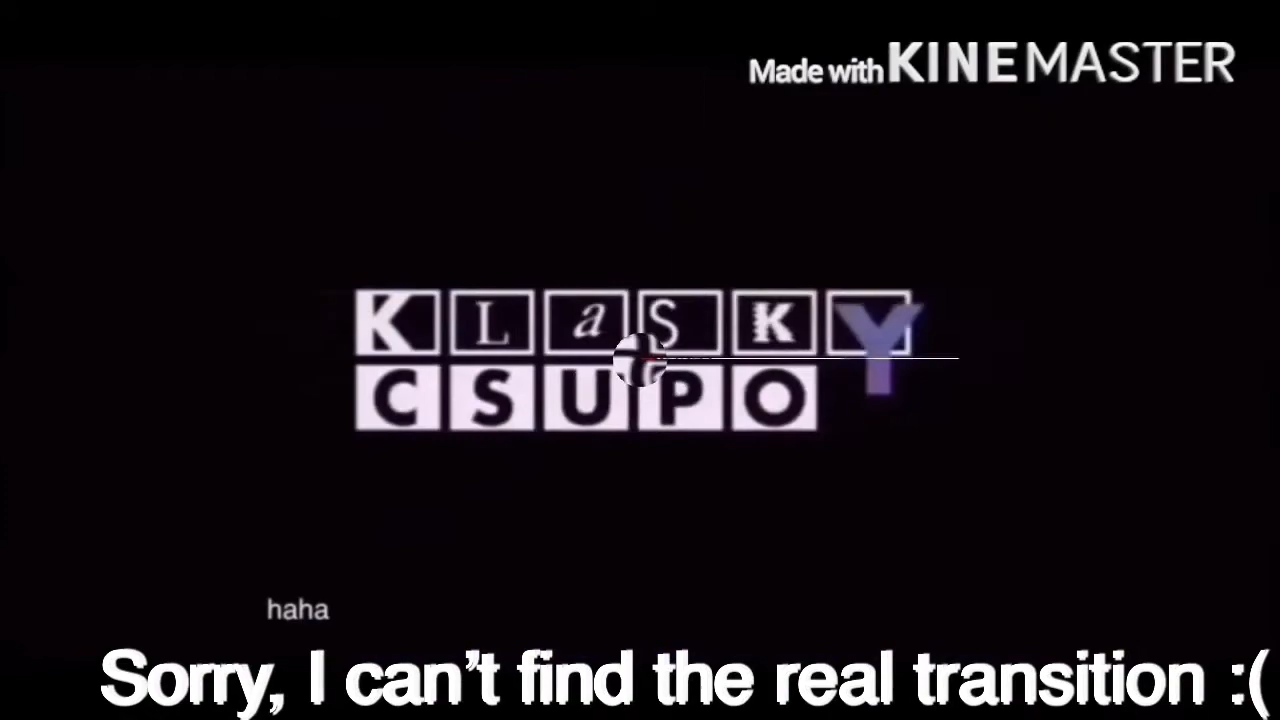 Made with KINEMASTER
KLaSKY
CSUPO
haha
Sorry, I can't find the real transition :(